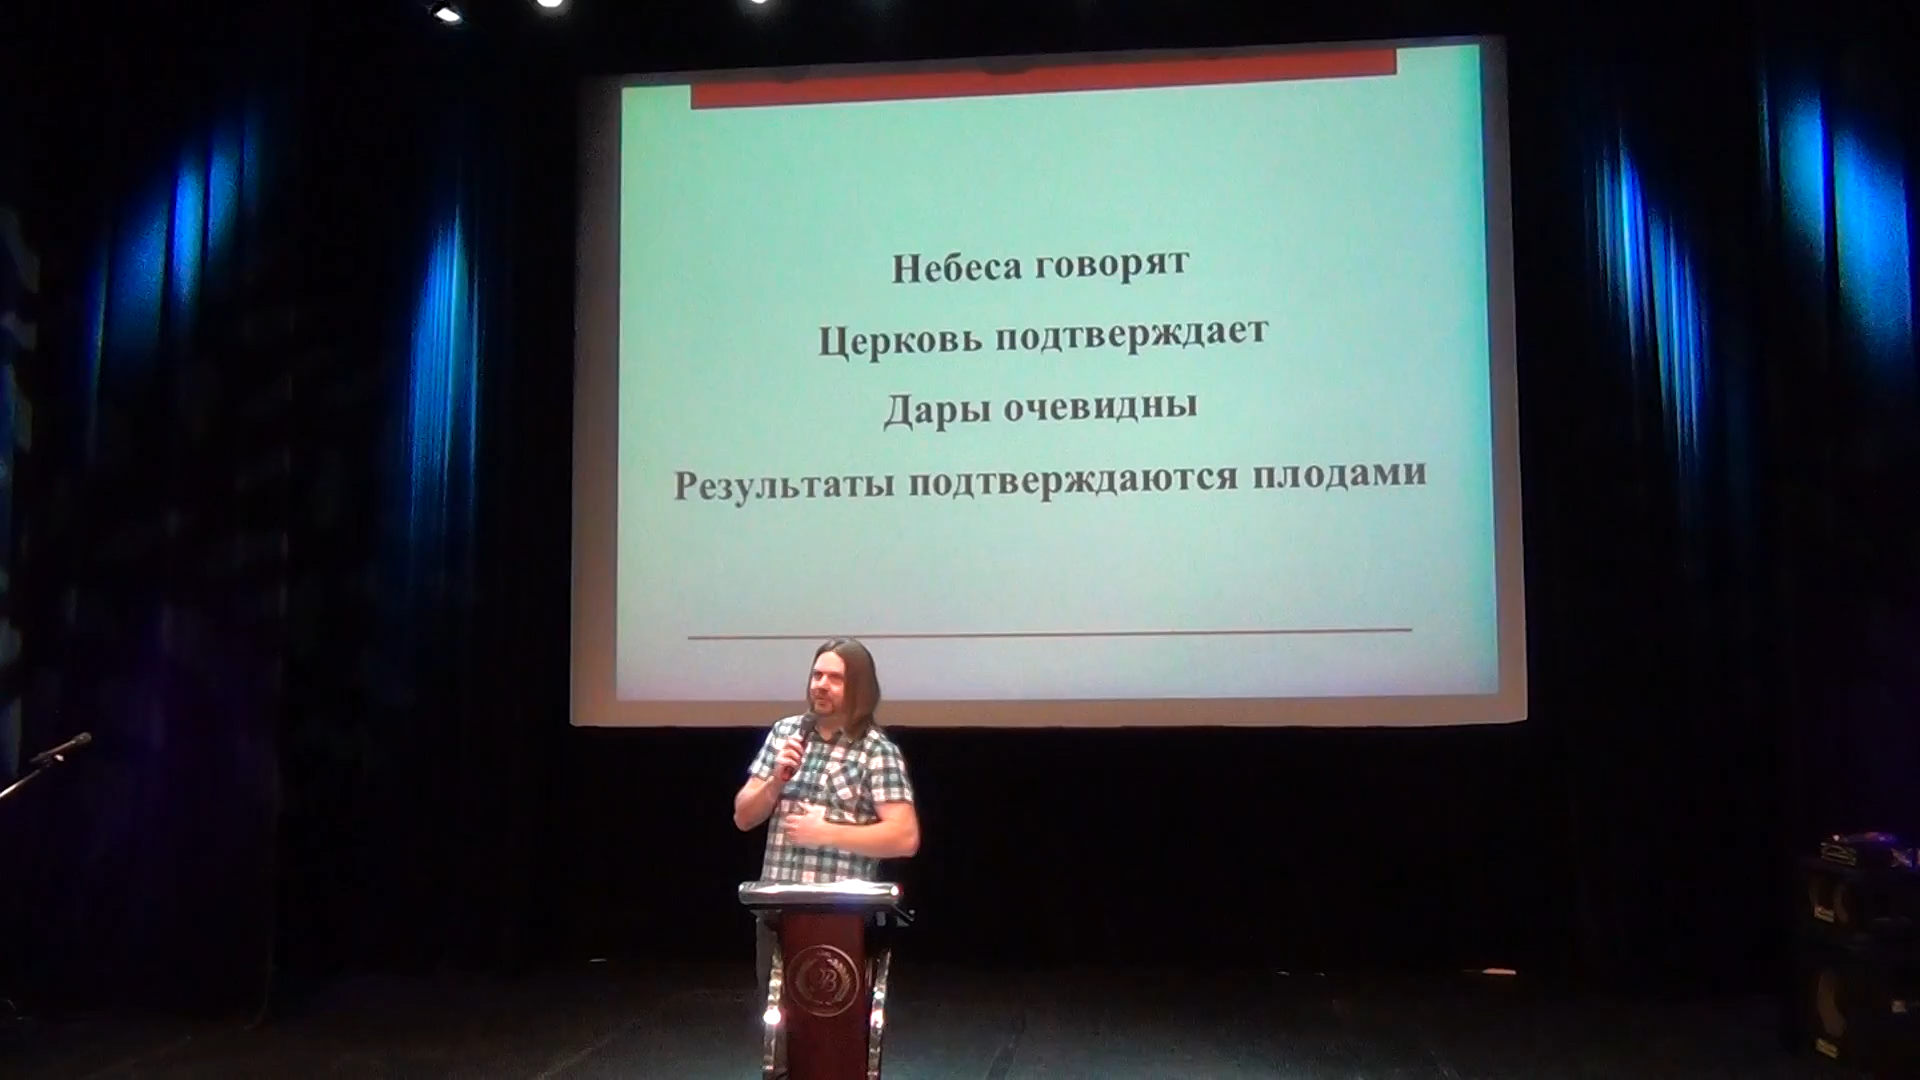 Небеса говорят
Церковь подтверждает
Дары очевидны
Результаты подтверждаются плодами